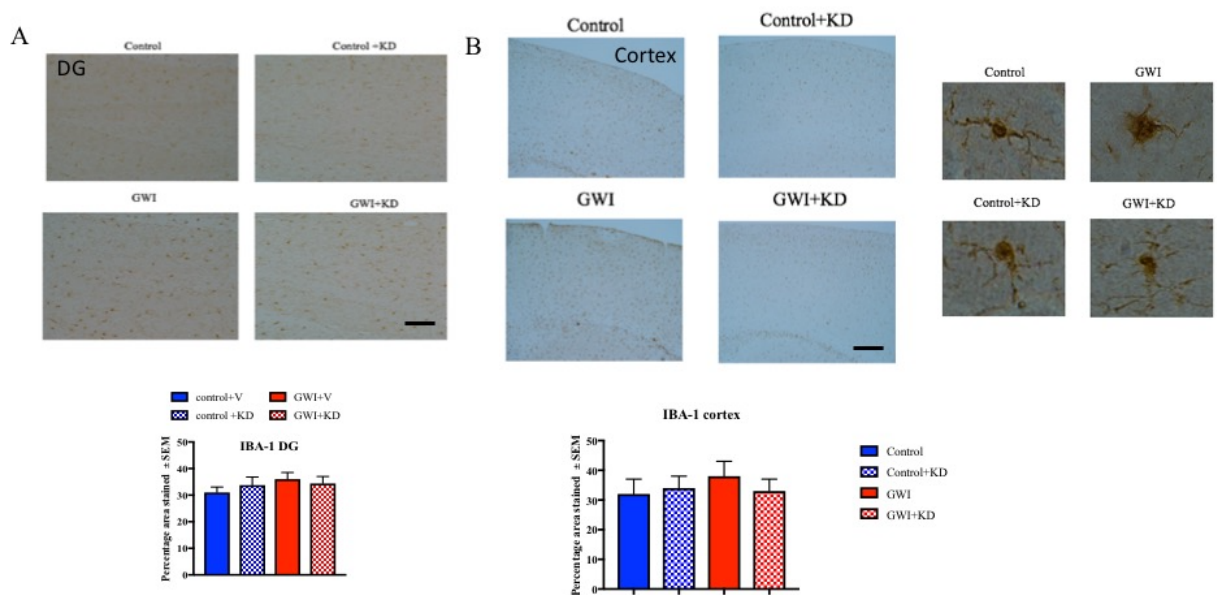 A
Control
Control +KD
DG
GWI
GWI+KD
control+V
GWI+V
control +KD
GWI+KD
IBA-1 DG
Percentage area stained ± SEM
50
40
30
20
10
0
B
Control
Control+KD
Cortex
GWI
GWI+KD
Control
GWI
Control+KD
GWI+KD
IBA-1 cortex
Percentage area stained ± SEM
50
40
30
20
10
0
Control
Control+KD
GWI
GWI+KD